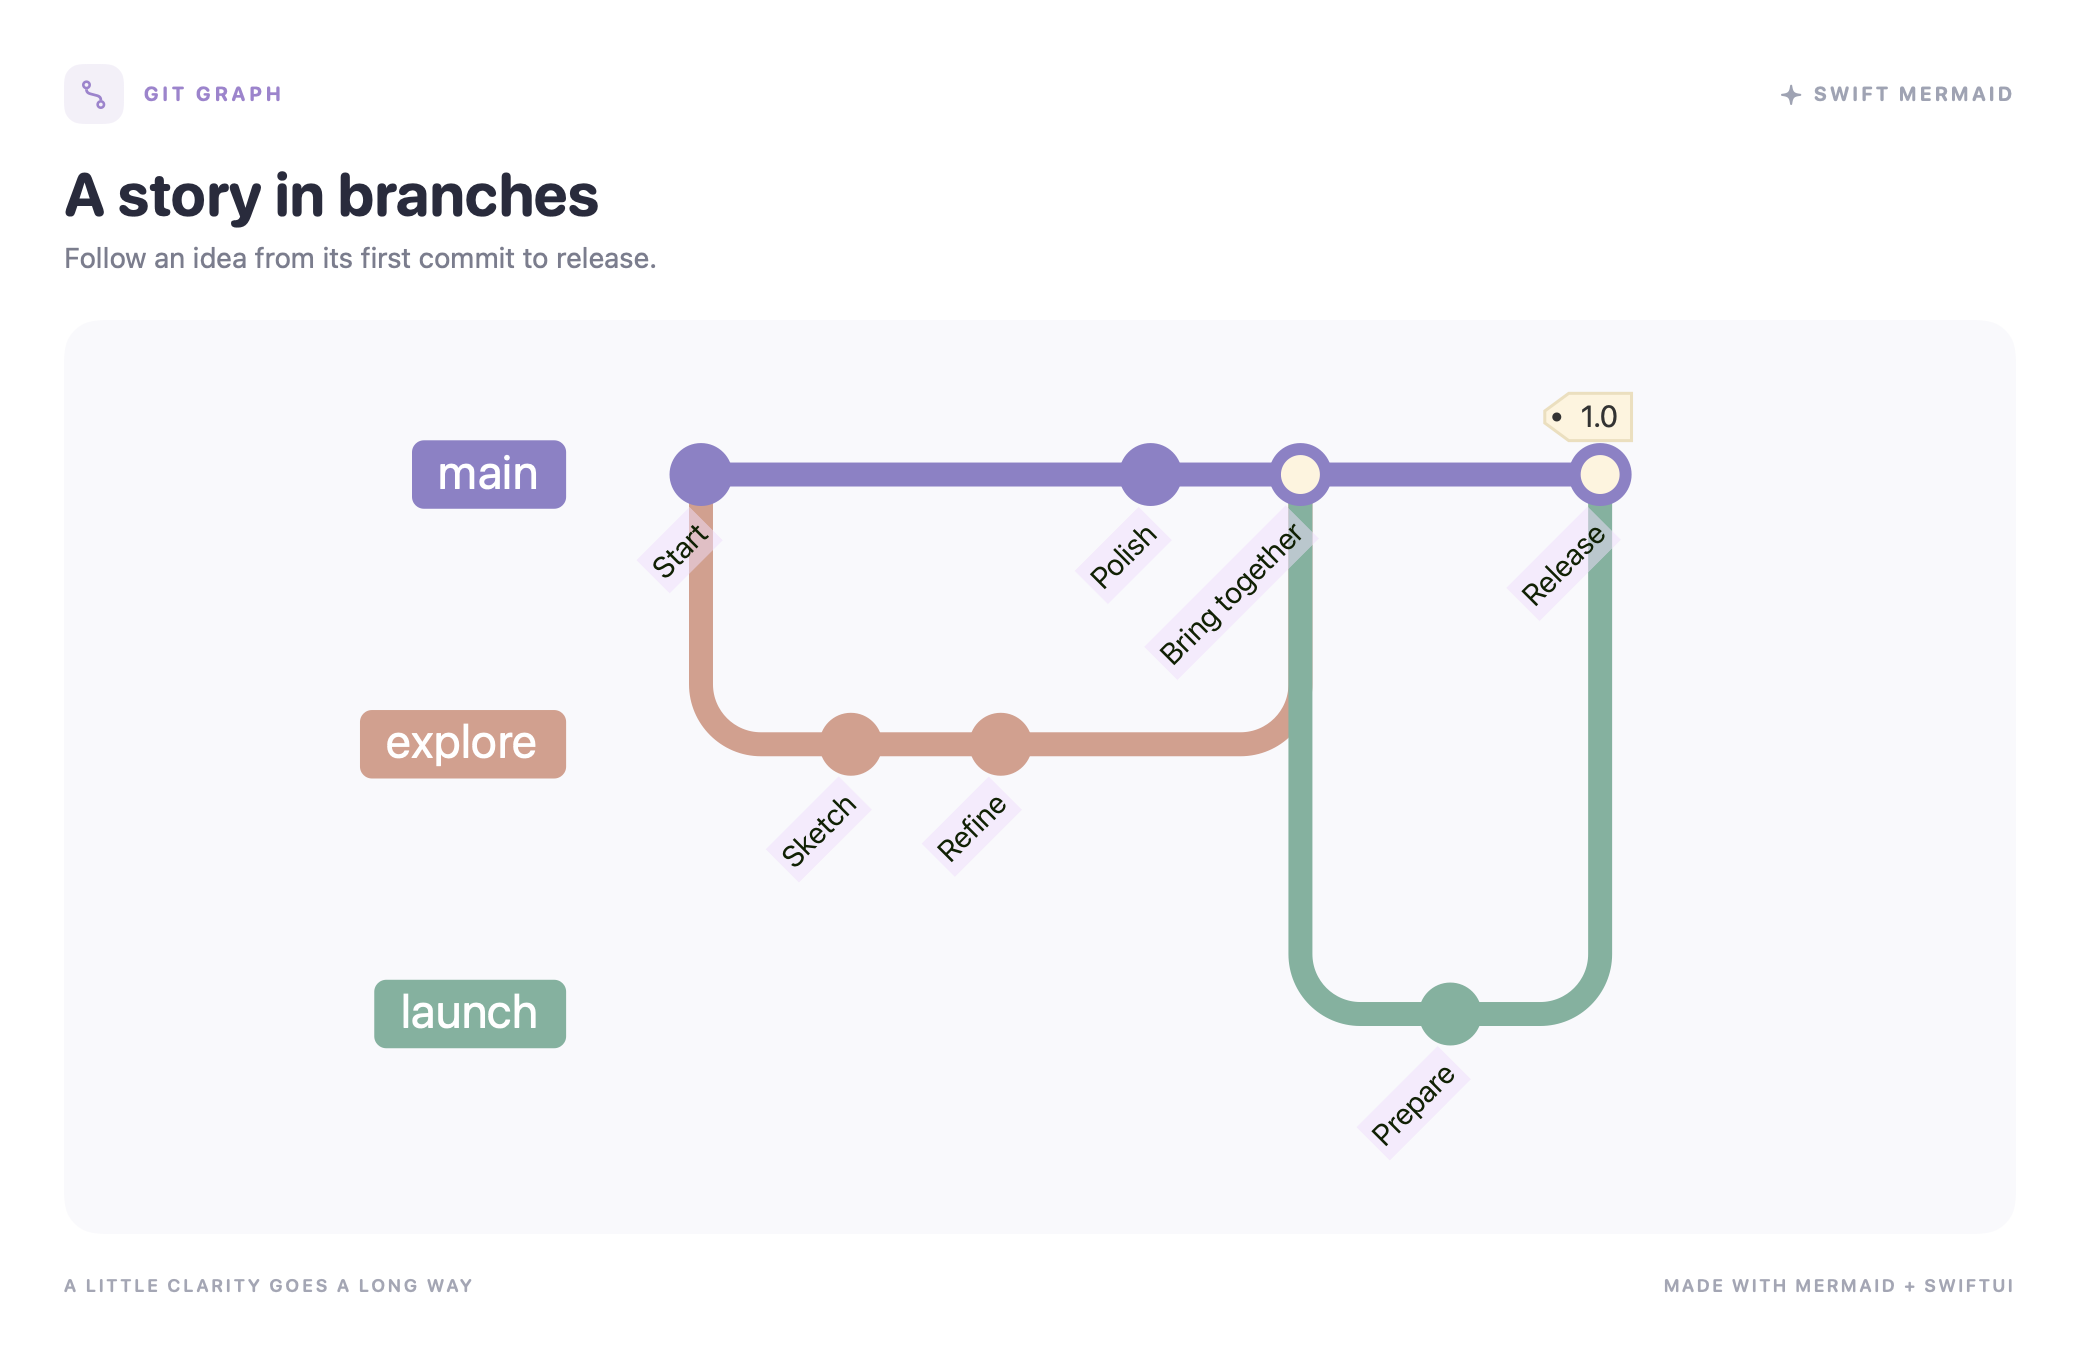 GIT GRAPH
SWIFT MERMAID
A story in branches
Follow an idea from its first commit to release.
1.0
main
Start
Polish
Bring together
Release
explore
Sketch
Refine
launch
Prepare
A LITTLE CLARITY GOES A LONG WAY
MADE WITH MERMAID + SWIFTUI